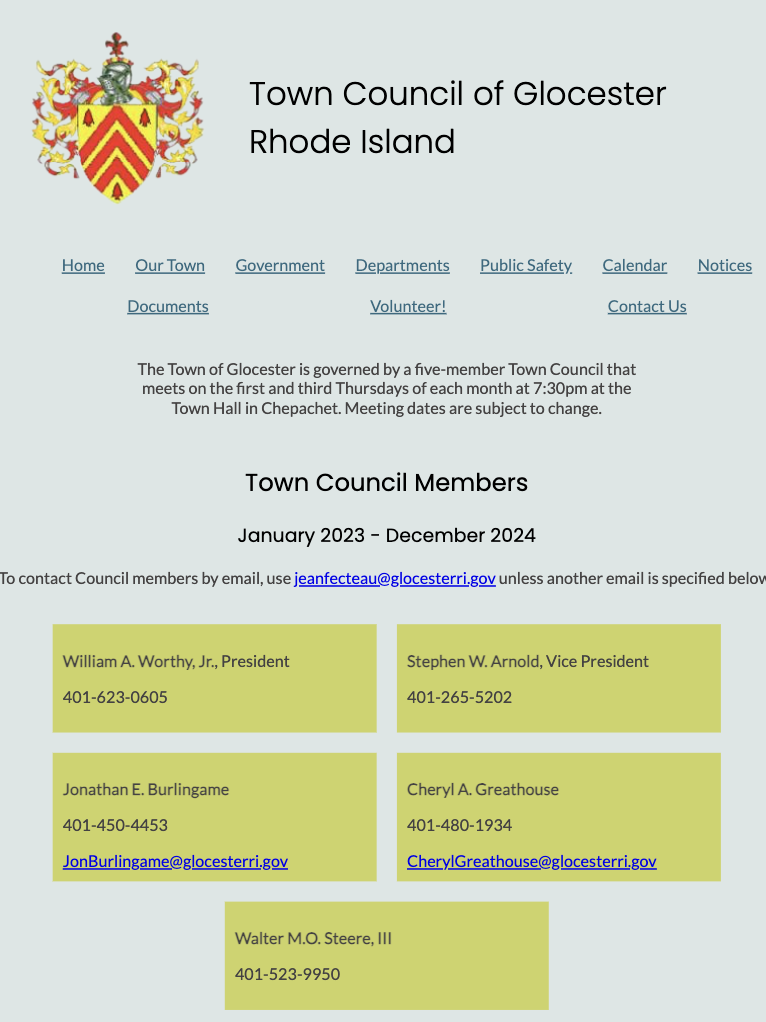 Town Council of Glocester
Rhode Island
Home Our Town Government Departments Public Safety Calendar Notices
Documents Volunteer! Contact Us
The Town of Glocester is governed by a five-member Town Council that
meets on the first and third Thursdays of each month at 7:30pm at the
Town Hall in Chepachet. Meeting dates are subject to change.
Town Council Members
January 2023 - December 2024
To contact Council members by email, use jeanfecteau@glocesterri.gov unless another email is specified below
William A. Worthy, Jr., President
401-623-0605
Stephen W. Arnold, Vice President
401-265-5202
Jonathan E. Burlingame
401-450-4453
JonBurlingame@glocesterri.gov
Cheryl A. Greathouse
401-480-1934
CherylGreathouse@glocesterri.gov
Walter M.O. Steere, III
401-523-9950